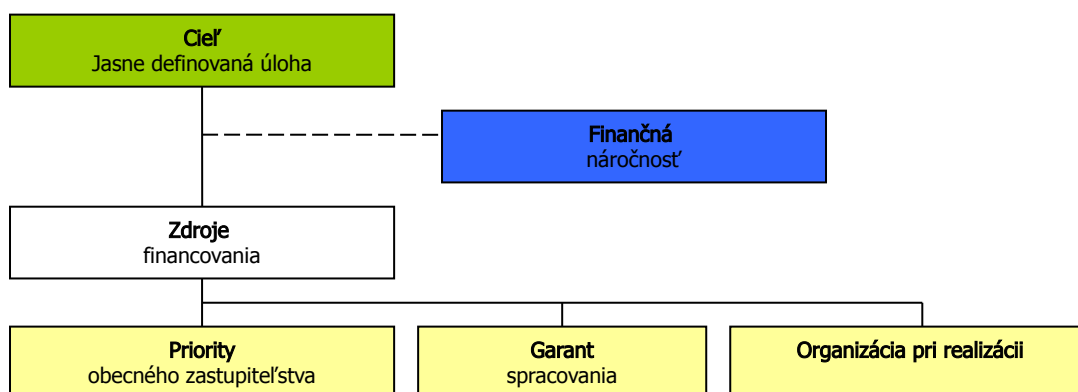 Cieľ
Jasne definovaná úloha
Finančná
náročnosť
Zdroje
financovania
Priority
obecného zastupiteľstva
Garant
spracovania
Organizácia pri realizácii